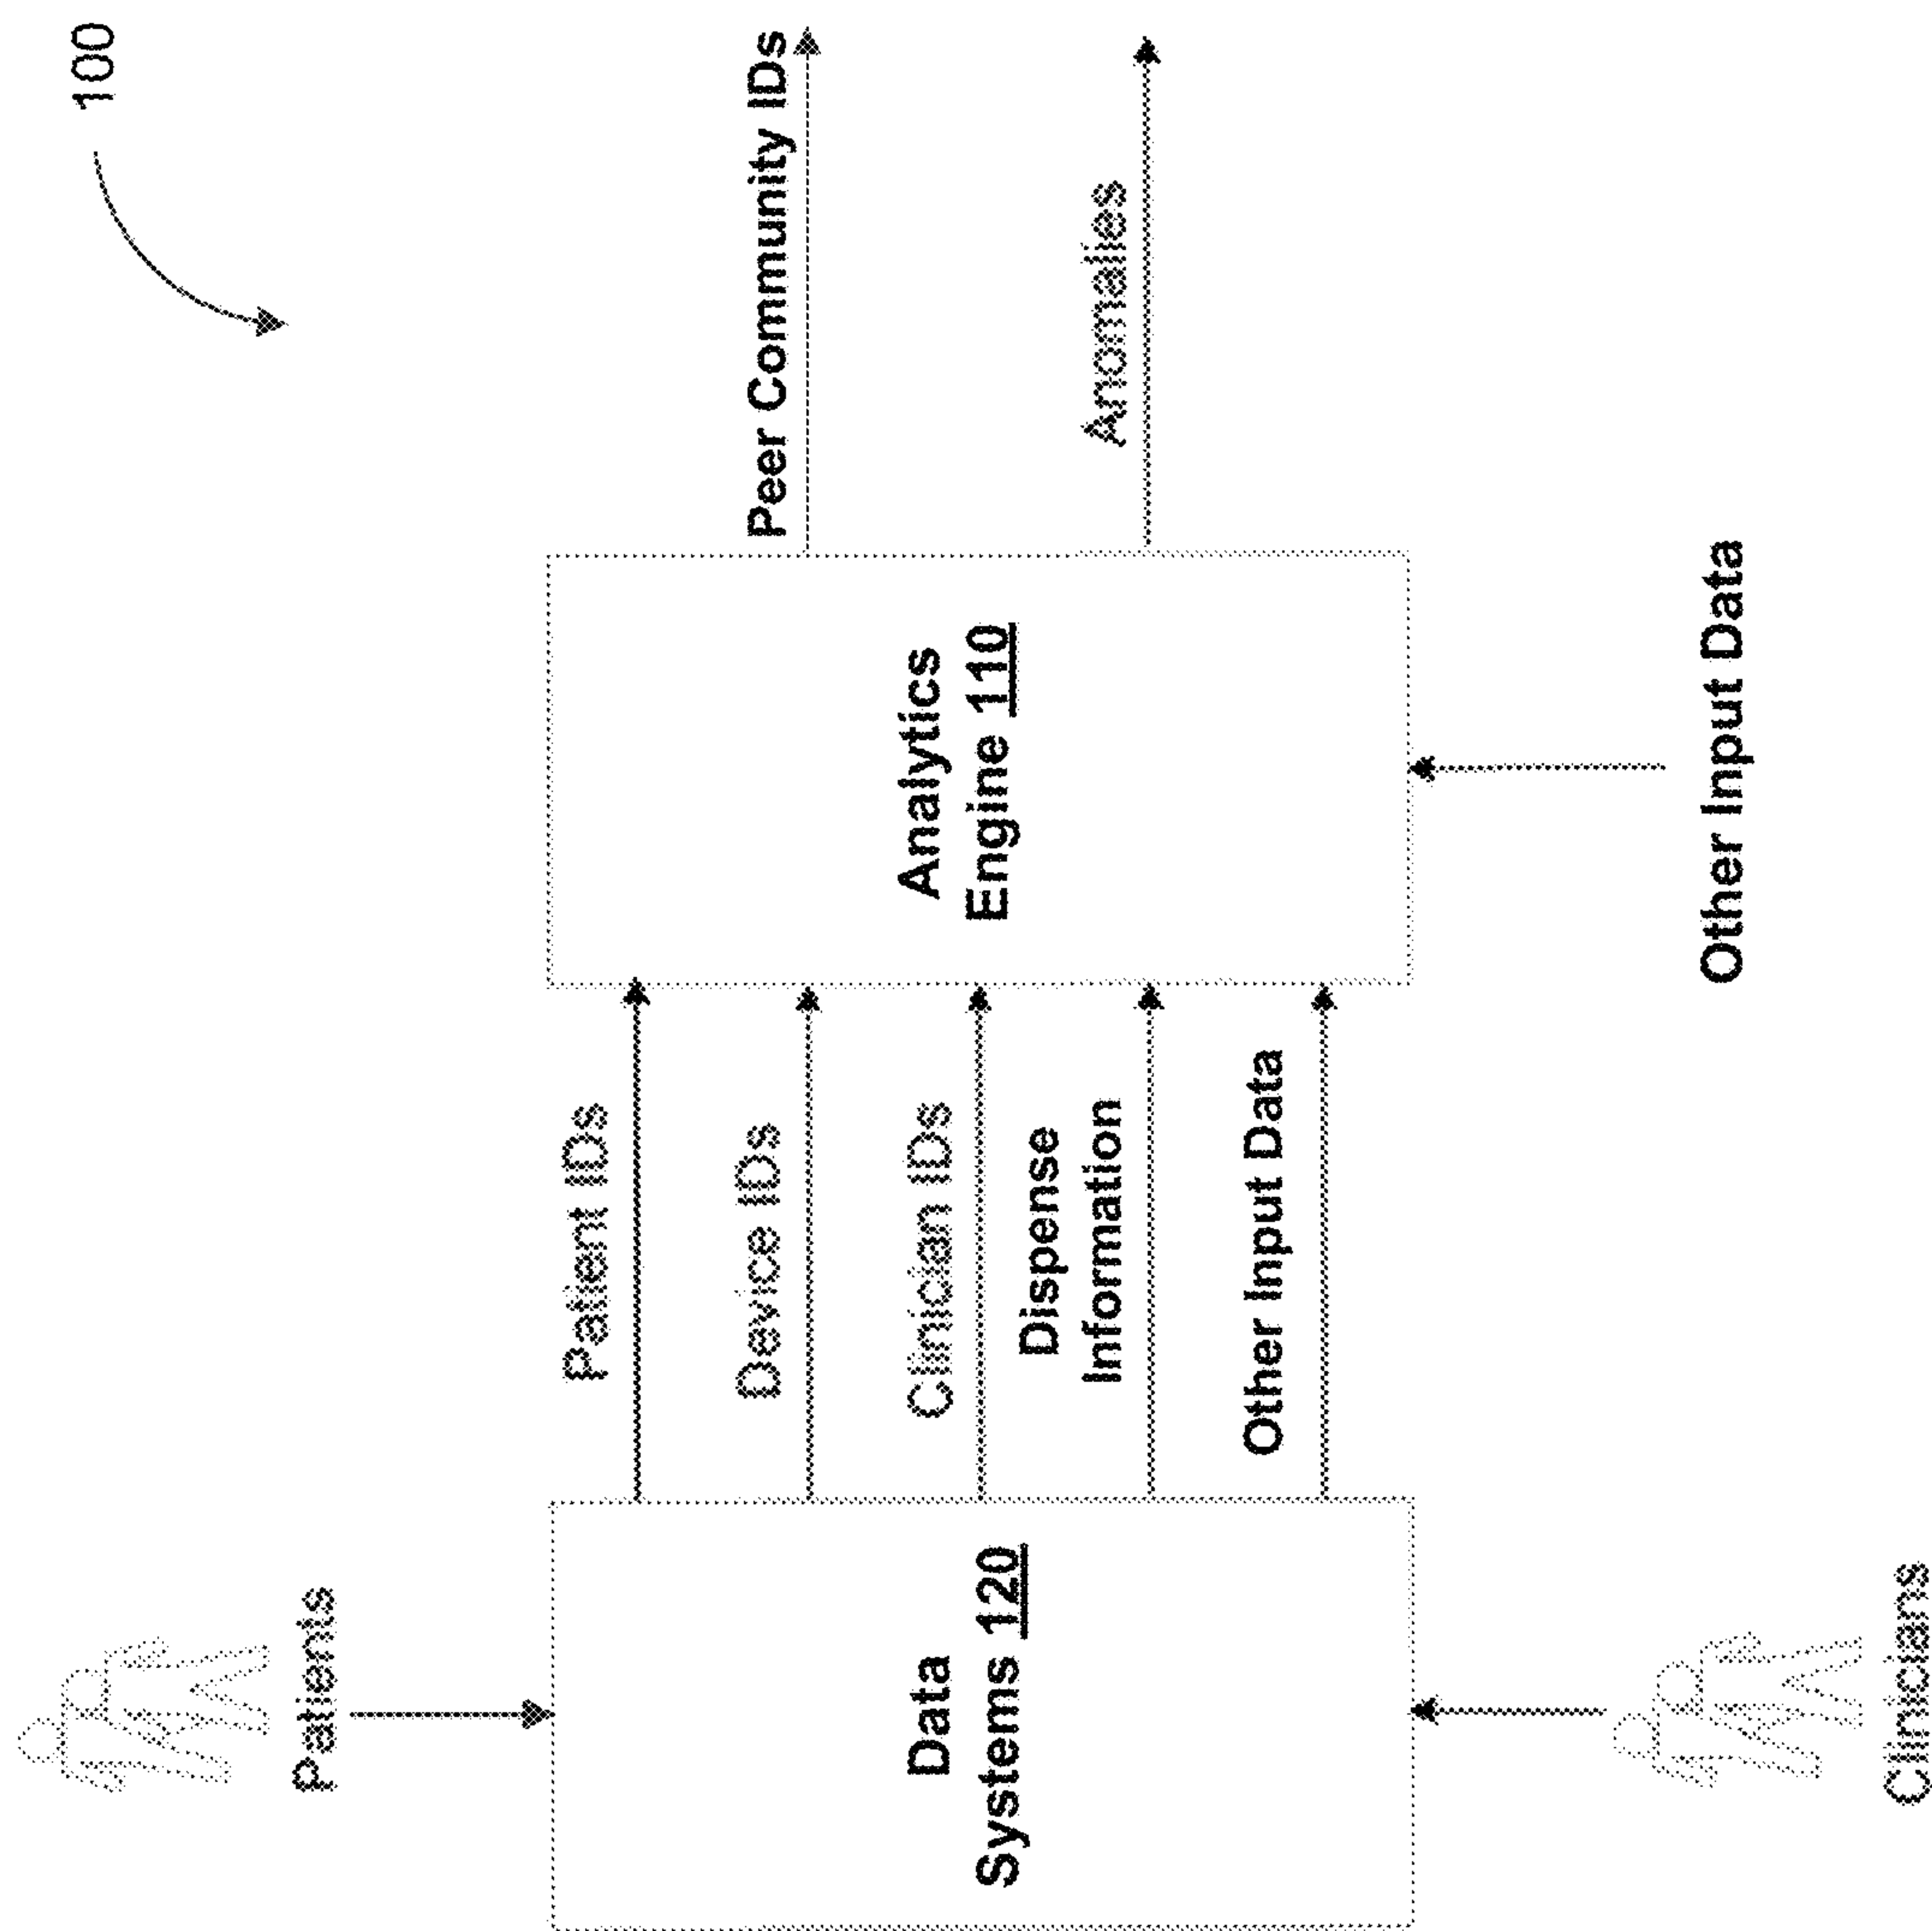 100
Patients
Data
Systems 120
Clinicians
Patient IDs
Device IDs
Clinician IDs
Dispense
Information
Other Input Data
Analytics
Engine 110
Other Input Data
Peer Community IDs
Anomalies